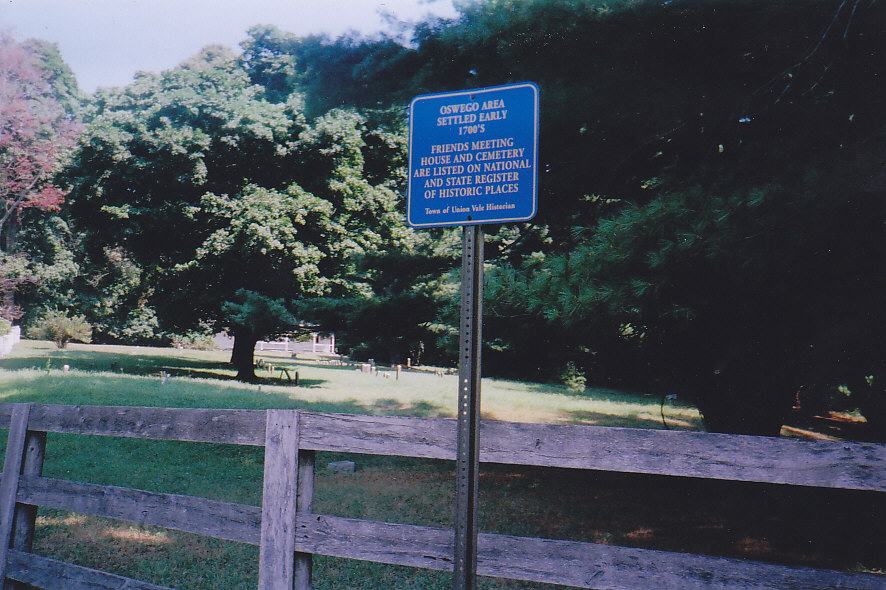 OSWEGO AREA
SETTLED EARLY
1700'S
FRIENDS MEETING
HOUSE AND CEMETERY
ARE LISTED ON NATIONAL
AND STATE REGISTER
OF HISTORIC PLACES
Town of Union Vale Historian